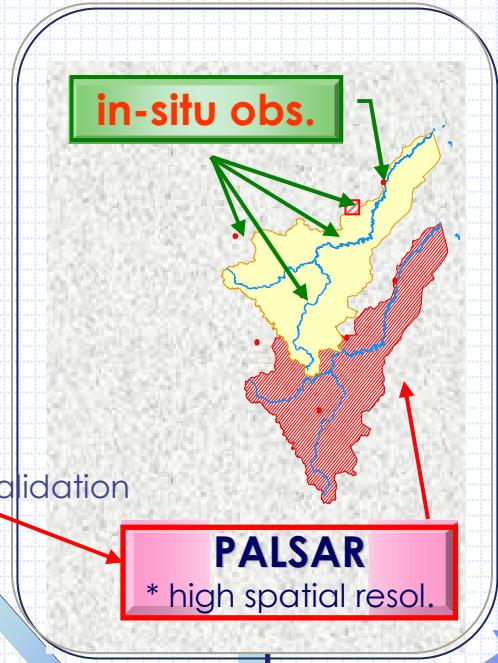 in-situ obs.
alidation
PALSAR
* high spatial resol.